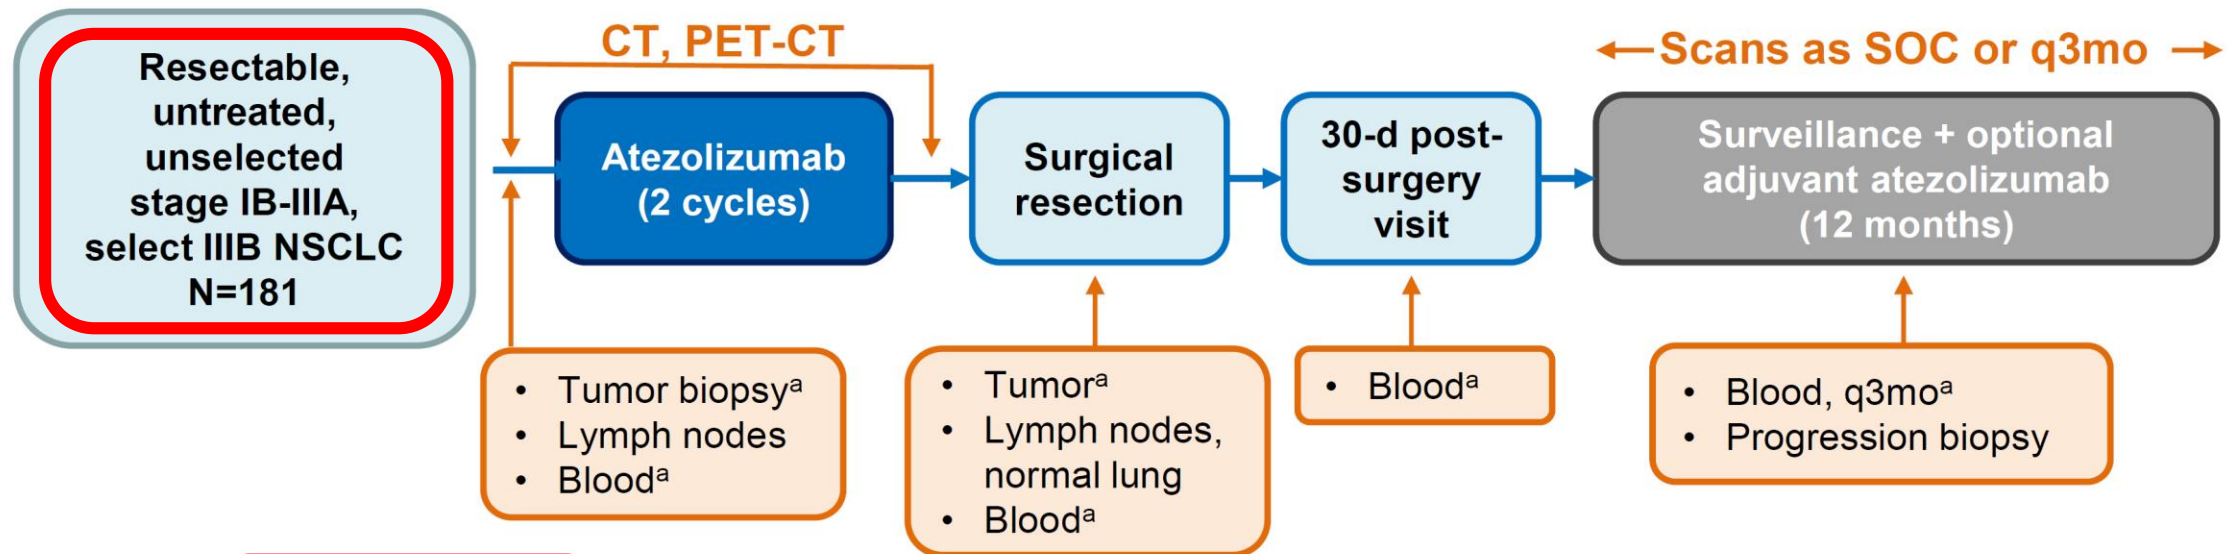 Resectable,
untreated,
unselected
stage IB-IIIA,
select IIIB NSCLC
N=181
CT, PET-CT
Atezolizumab
(2 cycles)
Surgical
resection
30-d post-
surgery
visit
Scans as SOC or q3mo
Surveillance + optional
adjuvant atezolizumab
(12 months)
• Tumor biopsyᵃ
• Lymph nodes
• Bloodᵃ
• Tumorᵃ
• Lymph nodes,
normal lung
• Bloodᵃ
• Bloodᵃ
• Blood, q3moᵃ
• Progression biopsy